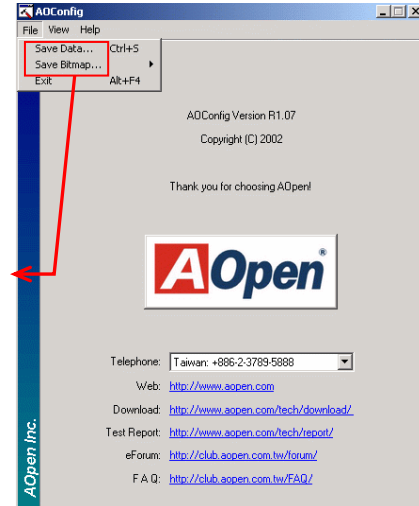 AOConfig
File View Help
Save Data... Ctrl+S
Save Bitmap...
Exit Alt+F4
AOConfig Version R1.07
Copyright (C) 2002
Thank you for choosing AOpen!
AOpen®
Telephone: Taiwan: +886-2-3789-5888
Web: http://www.aopen.com
Download: http://www.aopen.com/tech/download/
Test Report: http://www.aopen.com/tech/report/
eForum: http://club.aopen.com.tw/forum/
F A Q: http://club.aopen.com.tw/FAQ/
AOpen Inc.